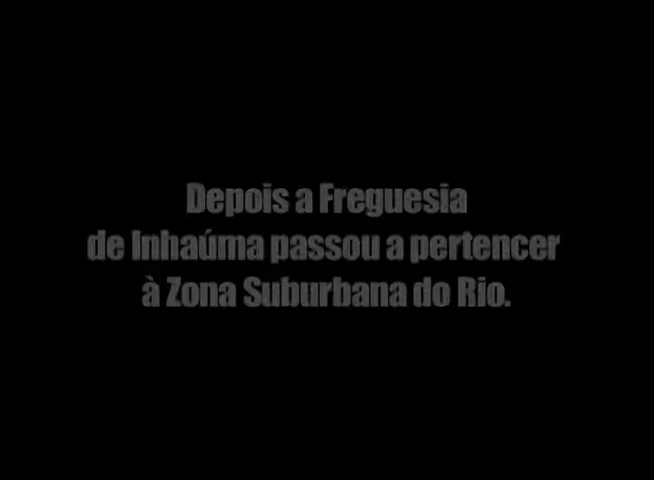 Depois a Freguesia
de Inhaúma passou a pertencer
à Zona Suburbana do Rio.